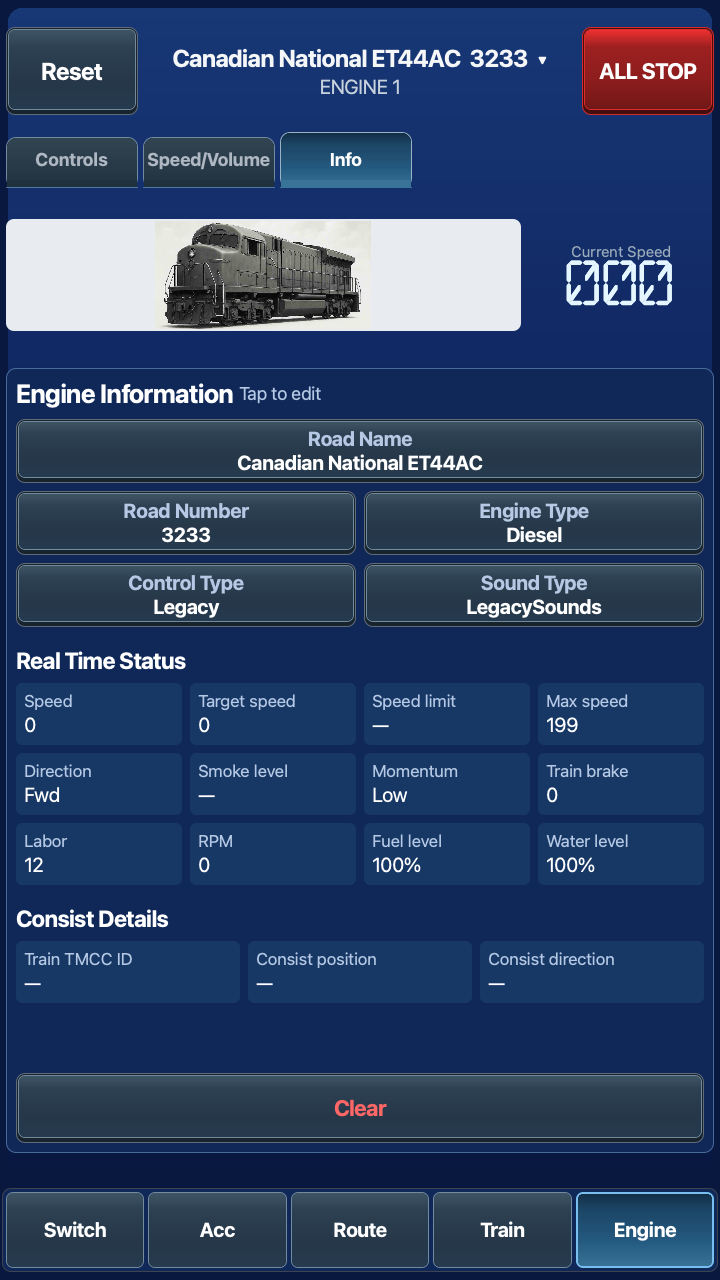 Reset
Canadian National ET44AC 3233 ▼
ENGINE 1
ALL STOP
Controls
Speed/Volume
Info
Current Speed
000
Engine Information Tap to edit
Road Name
Canadian National ET44AC
Road Number
3233
Engine Type
Diesel
Control Type
Legacy
Sound Type
LegacySounds
Real Time Status
Speed
0
Target speed
0
Speed limit
—
Max speed
199
Direction
Fwd
Smoke level
—
Momentum
Low
Train brake
0
Labor
12
RPM
0
Fuel level
100%
Water level
100%
Consist Details
Train TMCC ID
—
Consist position
—
Consist direction
—
Clear
Switch
Acc
Route
Train
Engine